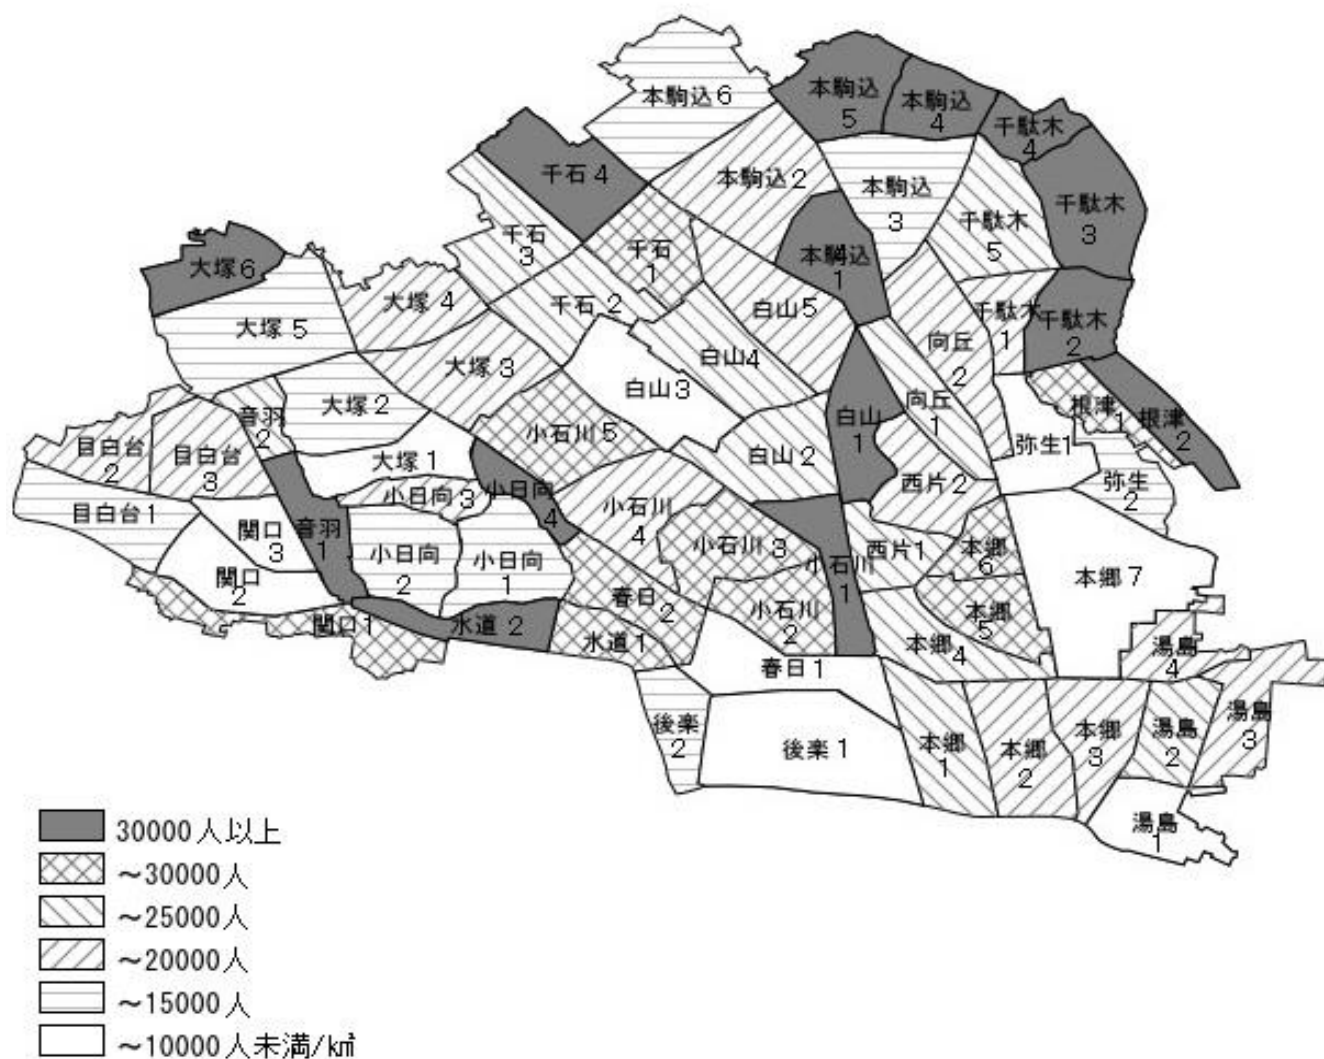 本駒込6
本駒込
5
本駒込
4
千駄木
4
千石4
本駒込2
本駒込
3
千駄木
5
千駄木
3
千石
3
千石
1
本駒込
1
大塚6
大塚4
千石2
白山5
千駄木
1
千駄木
2
大塚5
大塚3
白山4
向丘
2
大塚2
白山3
向丘
1
根津
1
根津
2
音羽
2
小石川5
白山
1
弥生1
目白台
2
目白台
3
大塚1
白山2
西片2
弥生
2
小日向3
小日向
4
小石川
4
目白台1
関口
3
音羽
1
小日向
2
小日向
1
小石川3
小石川
1
西片1
本郷
6
本郷7
関口
2
春日
2
小石川
2
本郷
5
関口1
水道2
水道1
春日1
本郷
4
湯島
4
後楽
2
後楽1
本郷
1
本郷
2
本郷
3
湯島
2
湯島
3
湯島
1
30000人以上
～30000人
～25000人
～20000人
～15000人
～10000人未満/k㎡